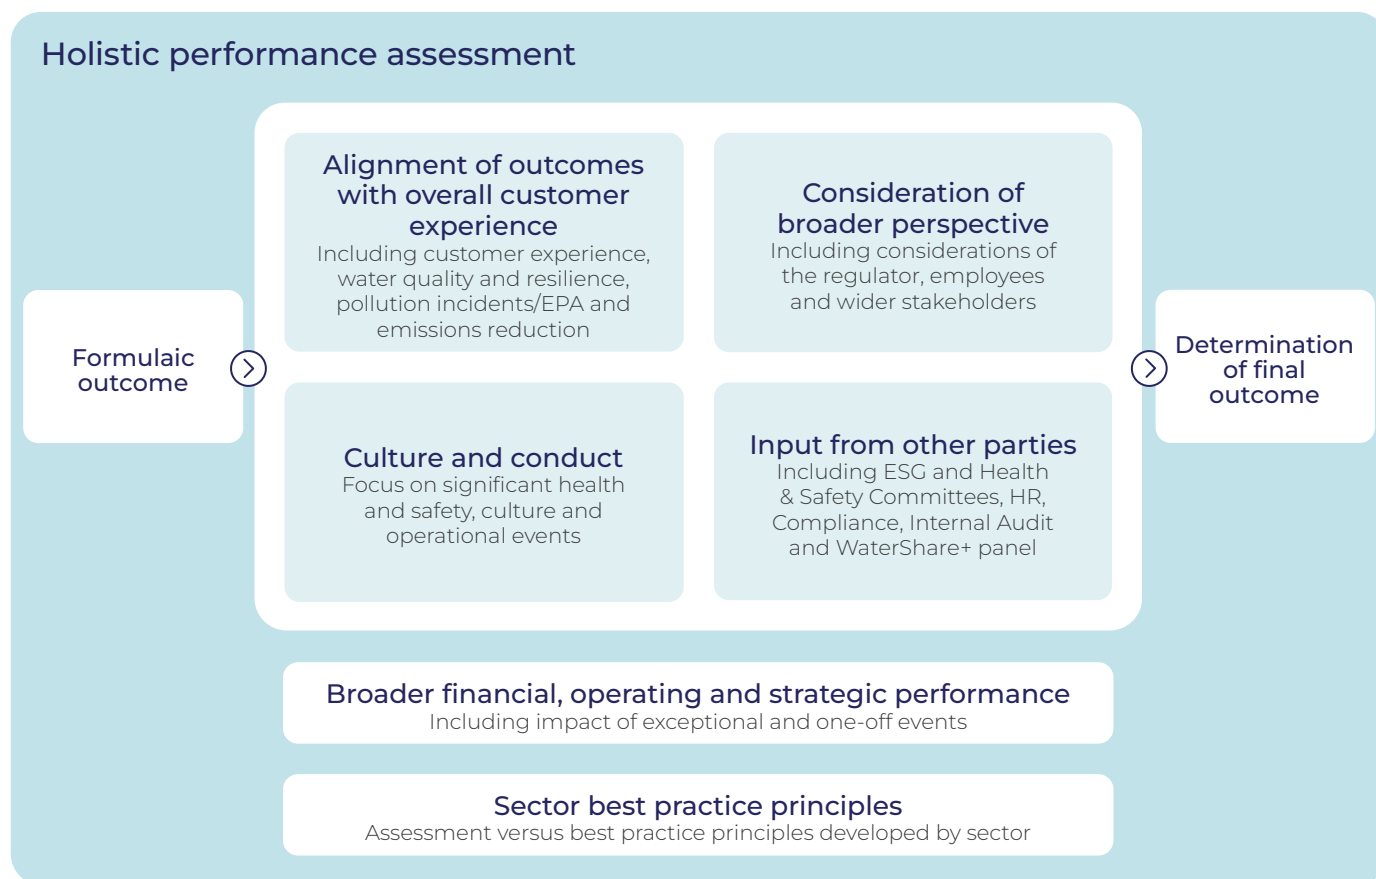 Holistic performance assessment
Formulaic
outcome
Alignment of outcomes
with overall customer
experience
Including customer experience,
water quality and resilience,
pollution incidents/EPA and
emissions reduction
Consideration of
broader perspective
Including considerations of
the regulator, employees
and wider stakeholders
Culture and conduct
Focus on significant health
and safety, culture and
operational events
Input from other parties
Including ESG and Health
& Safety Committees, HR,
Compliance, Internal Audit
and WaterShare+ panel
Determination
of final
outcome
Broader financial, operating and strategic performance
Including impact of exceptional and one-off events
Sector best practice principles
Assessment versus best practice principles developed by sector